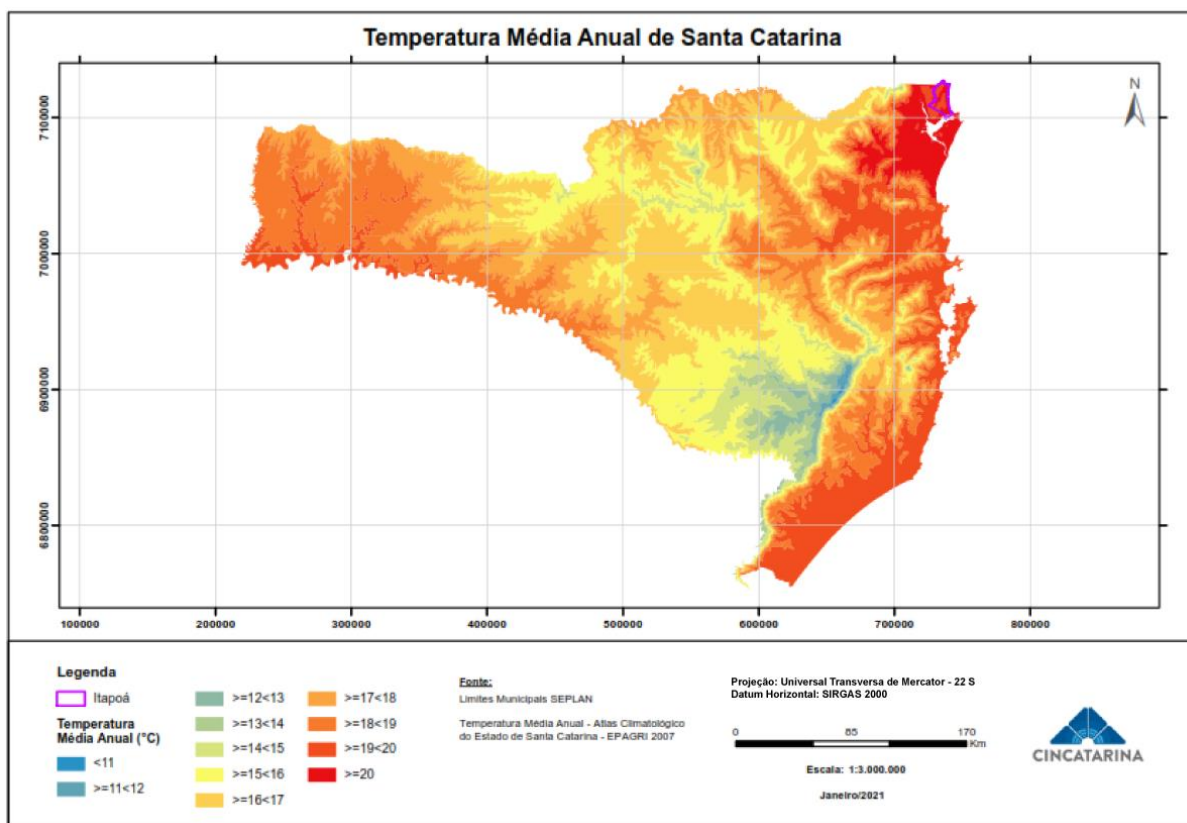 Temperatura Média Anual de Santa Catarina
N
7100000
7000000
6900000
6800000
100000 200000 300000 400000 500000 600000 700000 800000
Legenda
Itapoá
Temperatura
Média Anual (°C)
<11
>=11<12
>=12<13
>=13<14
>=14<15
>=15<16
>=16<17
>=17<18
>=18<19
>=19<20
>=20
Fonte:
Limites Municipais SEPLAN
Temperatura Média Anual - Atlas Climatológico
do Estado de Santa Catarina - EPAGRI 2007
Projeção: Universal Transversa de Mercator - 22 S
Datum Horizontal: SIRGAS 2000
0 85 170
Km
Escala: 1:3.000.000
Janeiro/2021
CINCATARINA